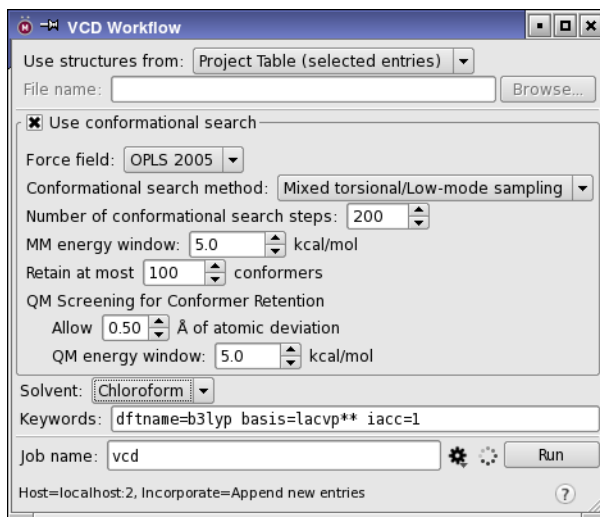 VCD Workflow
Use structures from: Project Table (selected entries)
File name: Browse...
Use conformational search
Force field: OPLS 2005
Conformational search method: Mixed torsional/Low-mode sampling
Number of conformational search steps: 200
MM energy window: 5.0 kcal/mol
Retain at most 100 conformers
QM Screening for Conformer Retention
Allow 0.50 Å of atomic deviation
QM energy window: 5.0 kcal/mol
Solvent: Chloroform
Keywords: dftname=b3lyp basis=lacvp** iacc=1
Job name: vcd Run
Host=localhost:2, Incorporate=Append new entries ?